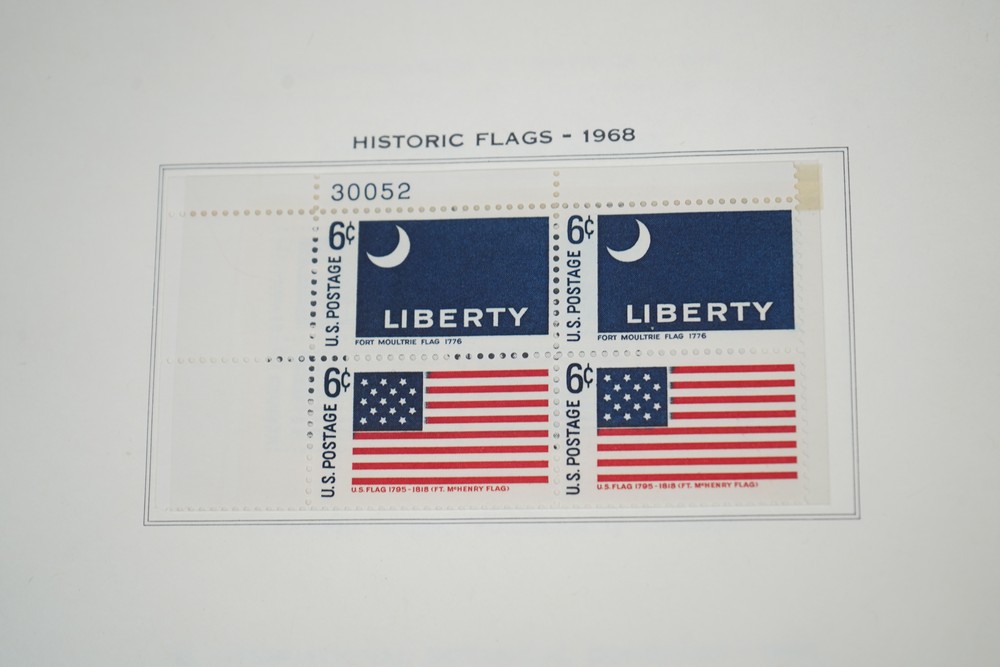 HISTORIC FLAGS - 1968
30052
6¢
U.S. POSTAGE
LIBERTY
FORT MOULTRIE FLAG 1776
6¢
U.S. POSTAGE
LIBERTY
FORT MOULTRIE FLAG 1776
6¢
U.S. POSTAGE
U.S. FLAG 1795-1818 (FT. McHENRY FLAG)
6¢
U.S. POSTAGE
U.S. FLAG 1795-1818 (FT. McHENRY FLAG)